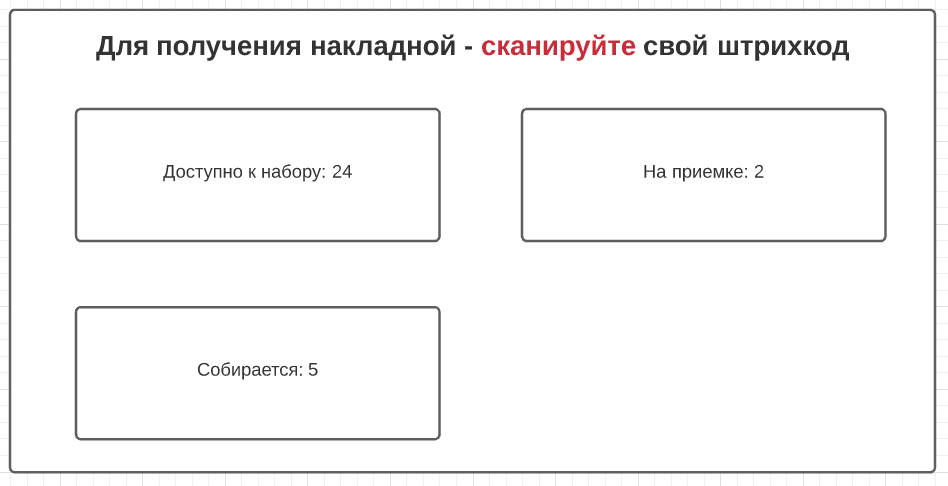 Для получения накладной - сканируйте свой штрихкод
Доступно к набору: 24
На приемке: 2
Собирается: 5